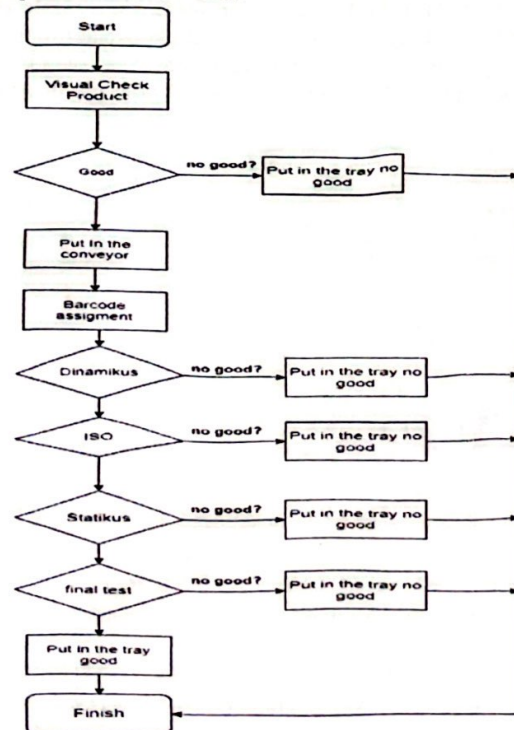 Start
Visual Check
Product
Good
no good?
Put in the tray no
good
Put in the
conveyor
Barcode
assigment
Dinamikus
no good?
Put in the tray no
good
ISO
no good?
Put in the tray no
good
Statikus
no good?
Put in the tray no
good
final test
no good?
Put in the tray no
good
Put in the tray
good
Finish